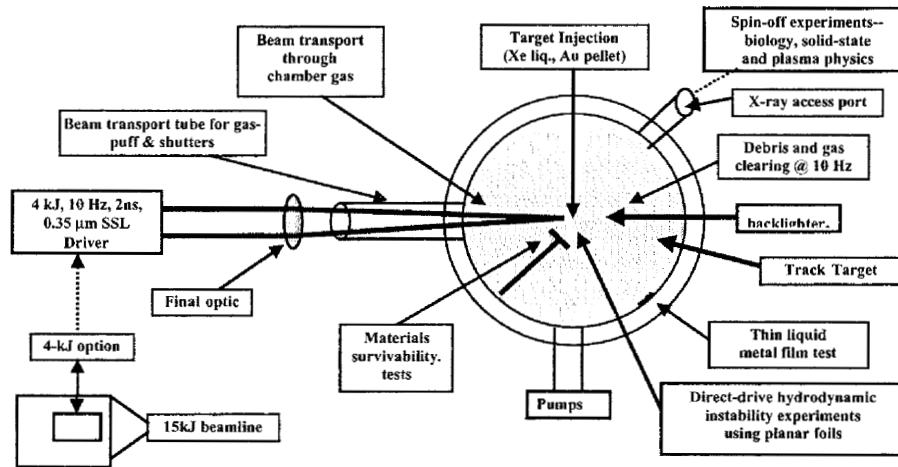 Beam transport
through
chamber gas
Target Injection
(Xe liq., Au pellet)
Spin-off experiments--
biology, solid-state
and plasma physics
X-ray access port
Beam transport tube for gas-
puff & shutters
Debris and gas
clearing @ 10 Hz
4 kJ, 10 Hz, 2ns,
0.35 μm SSL
Driver
backlighter.
Track Target
Final optic
4-kJ option
Materials
survivability.
tests
Thin liquid
metal film test
Pumps
Direct-drive hydrodynamic
instability experiments
using planar foils
15kJ beamline